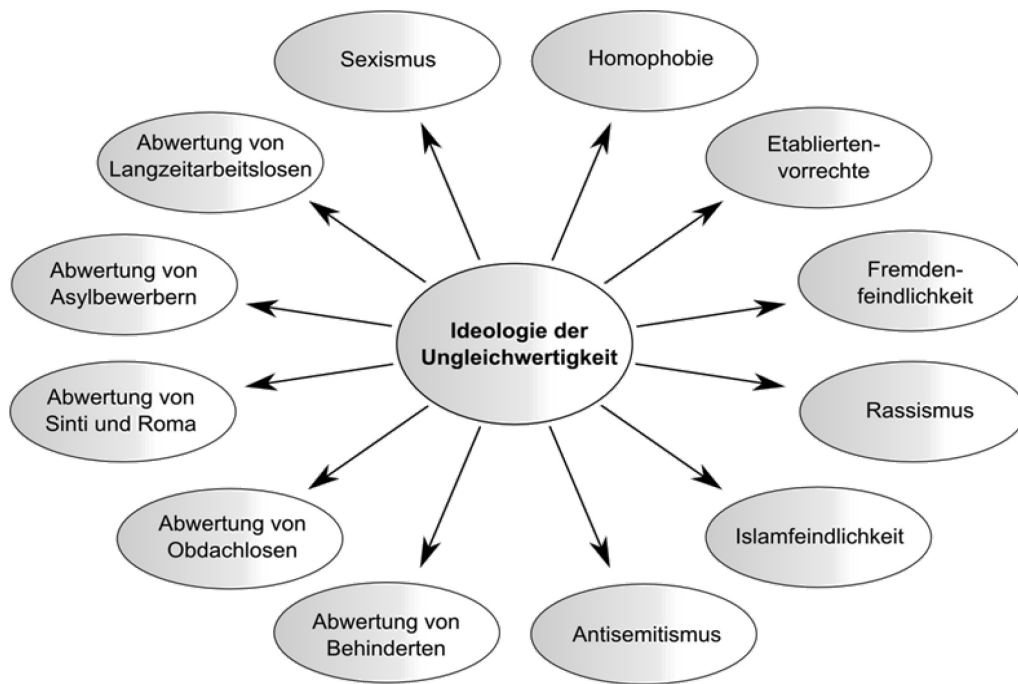 Sexismus
Homophobie
Abwertung von
Langzeitarbeitslosen
Etablierten-
vorrechte
Abwertung von
Asylbewerbern
Fremden-
feindlichkeit
Ideologie der
Ungleichwertigkeit
Abwertung von
Sinti und Roma
Rassismus
Abwertung von
Obdachlosen
Islamfeindlichkeit
Abwertung von
Behinderten
Antisemitismus